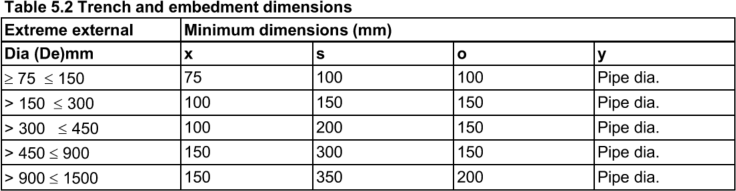 Table 5.2 Trench and embedment dimensions
Extreme external Minimum dimensions (mm)
Dia (De)mm x s o y
≥ 75 ≤ 150 75 100 100 Pipe dia.
> 150 ≤ 300 100 150 150 Pipe dia.
> 300 ≤ 450 100 200 150 Pipe dia.
> 450 ≤ 900 150 300 150 Pipe dia.
> 900 ≤ 1500 150 350 200 Pipe dia.